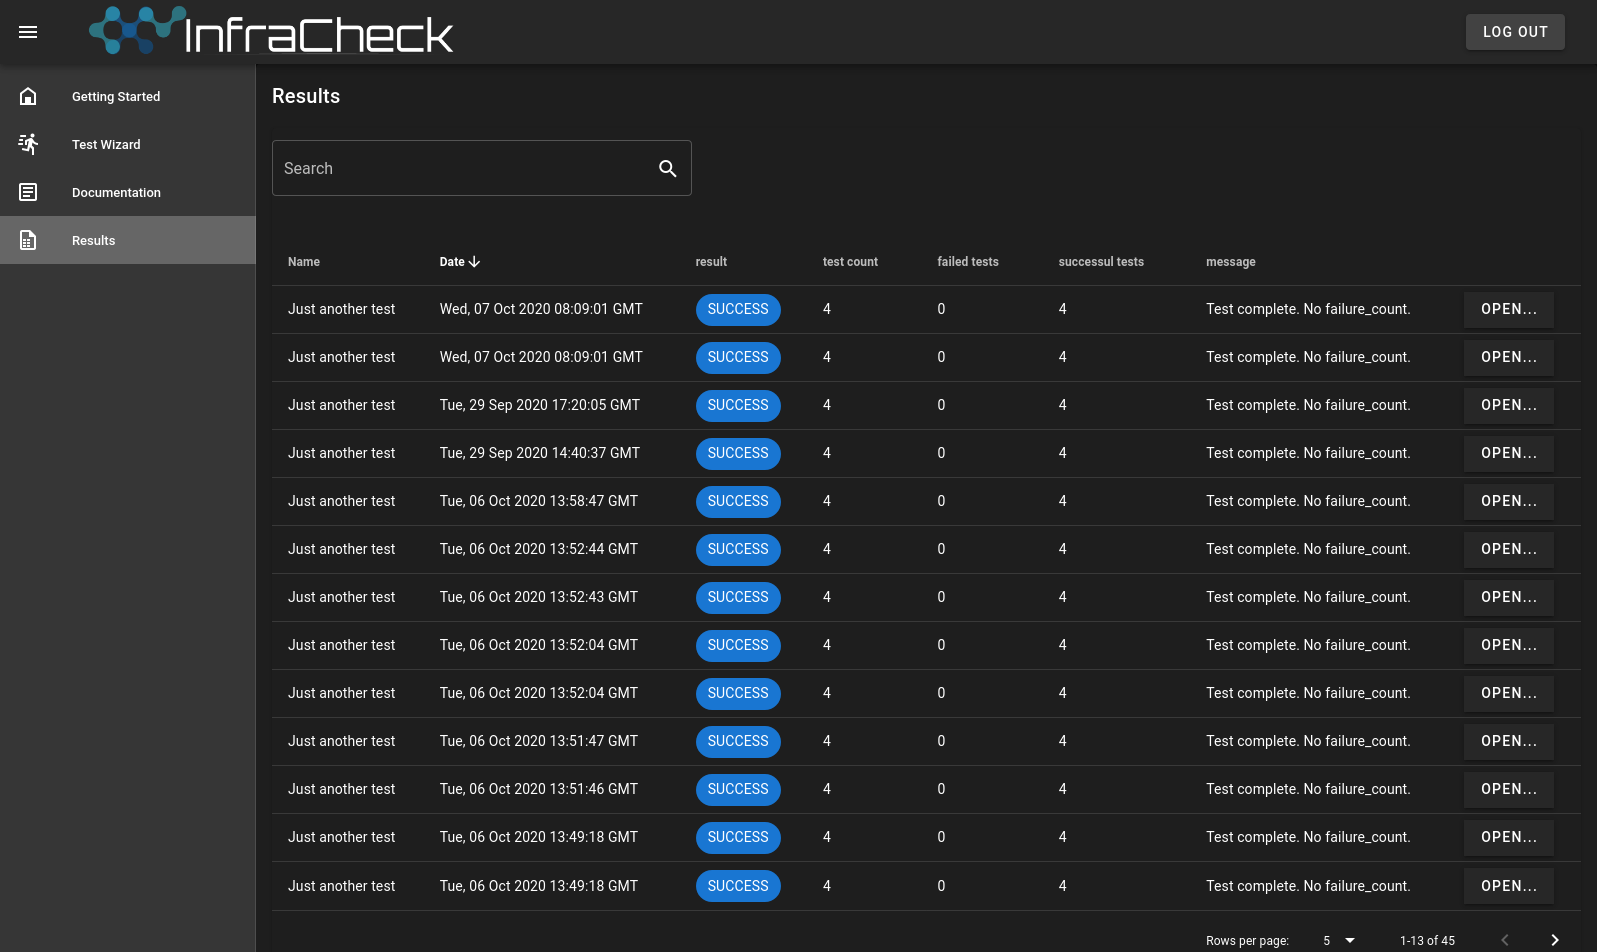 InfraCheck
LOG OUT
Getting Started
Test Wizard
Documentation
Results
Results
Search
Name Date result test count failed tests successul tests message
Just another test Wed, 07 Oct 2020 08:09:01 GMT SUCCESS 4 0 4 Test complete. No failure_count. OPEN...
Just another test Wed, 07 Oct 2020 08:09:01 GMT SUCCESS 4 0 4 Test complete. No failure_count. OPEN...
Just another test Tue, 29 Sep 2020 17:20:05 GMT SUCCESS 4 0 4 Test complete. No failure_count. OPEN...
Just another test Tue, 29 Sep 2020 14:40:37 GMT SUCCESS 4 0 4 Test complete. No failure_count. OPEN...
Just another test Tue, 06 Oct 2020 13:58:47 GMT SUCCESS 4 0 4 Test complete. No failure_count. OPEN...
Just another test Tue, 06 Oct 2020 13:52:44 GMT SUCCESS 4 0 4 Test complete. No failure_count. OPEN...
Just another test Tue, 06 Oct 2020 13:52:43 GMT SUCCESS 4 0 4 Test complete. No failure_count. OPEN...
Just another test Tue, 06 Oct 2020 13:52:04 GMT SUCCESS 4 0 4 Test complete. No failure_count. OPEN...
Just another test Tue, 06 Oct 2020 13:52:04 GMT SUCCESS 4 0 4 Test complete. No failure_count. OPEN...
Just another test Tue, 06 Oct 2020 13:51:47 GMT SUCCESS 4 0 4 Test complete. No failure_count. OPEN...
Just another test Tue, 06 Oct 2020 13:51:46 GMT SUCCESS 4 0 4 Test complete. No failure_count. OPEN...
Just another test Tue, 06 Oct 2020 13:49:18 GMT SUCCESS 4 0 4 Test complete. No failure_count. OPEN...
Just another test Tue, 06 Oct 2020 13:49:18 GMT SUCCESS 4 0 4 Test complete. No failure_count. OPEN...
Rows per page: 5 1-13 of 45